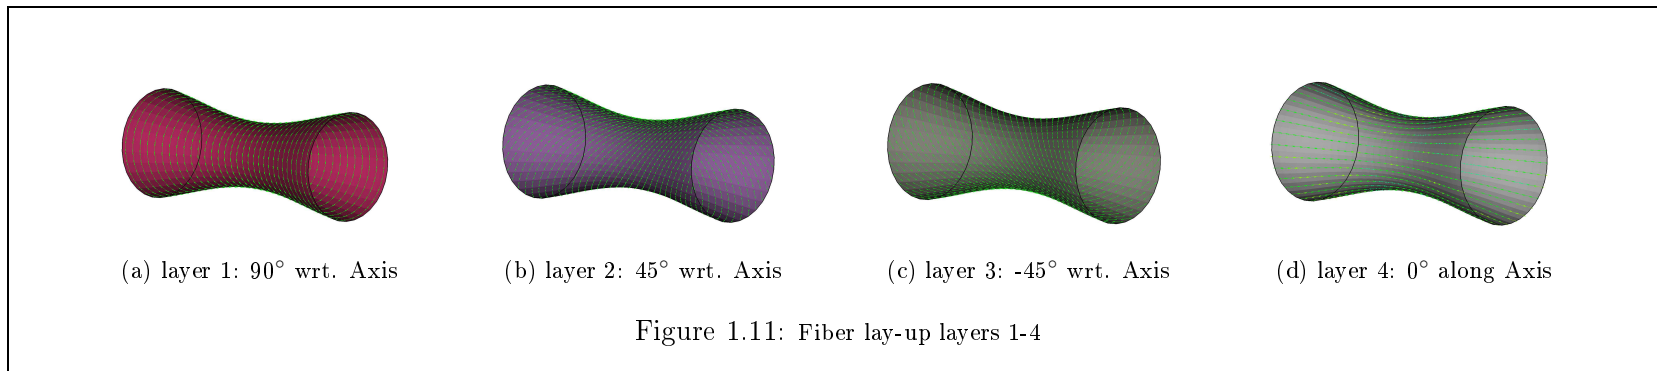 (a) layer 1: 90° wrt. Axis
(b) layer 2: 45° wrt. Axis
(c) layer 3: -45° wrt. Axis
(d) layer 4: 0° along Axis
Figure 1.11: Fiber lay-up layers 1-4